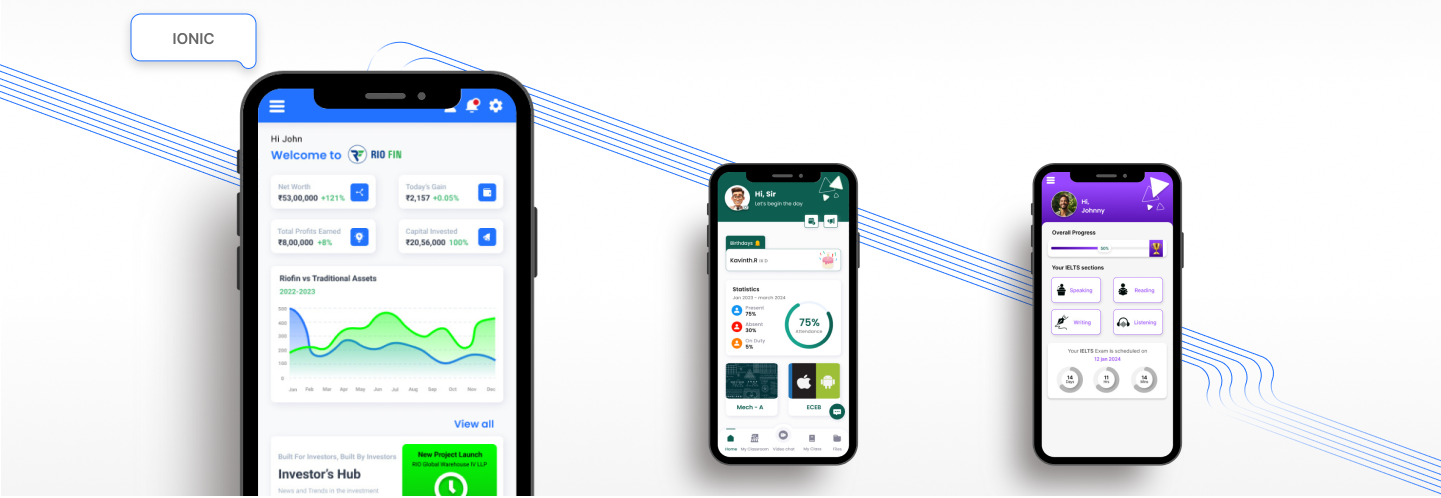 IONIC
Hi John
Welcome to RF RIO FIN
Net Worth
₹53,00,000 +121%
Today's Gain
₹2,157 +0.05%
Total Profits Earned
₹8,00,000 +8%
Capital Invested
₹20,56,000 100%
Riofin vs Traditional Assets
2022-2023
500
400
300
200
100
0
Jan Feb Mar Apr May Jun Jul Aug Sep Oct Nov Dec
View all
Built For Investors, Built By Investors
Investor's Hub
News and Trends in the investment
New Project Launch
RIO Global Warehouse IV LLP
Hi, Sir
Let's begin the day
Birthdays
Kavinth.R III D
Statistics
Jan 2023 - march 2024
Present
75%
Absent
30%
On Duty
5%
75%
Attendance
Mech - A
ECEB
Home My Classroom Video chat My Client Files
Hi,
Johnny
Overall Progress
50%
Your IELTS sections
Speaking
Reading
Writing
Listening
Your IELTS Exam is scheduled on
12 jan 2024
14
Days
11
Hrs
14
Mins